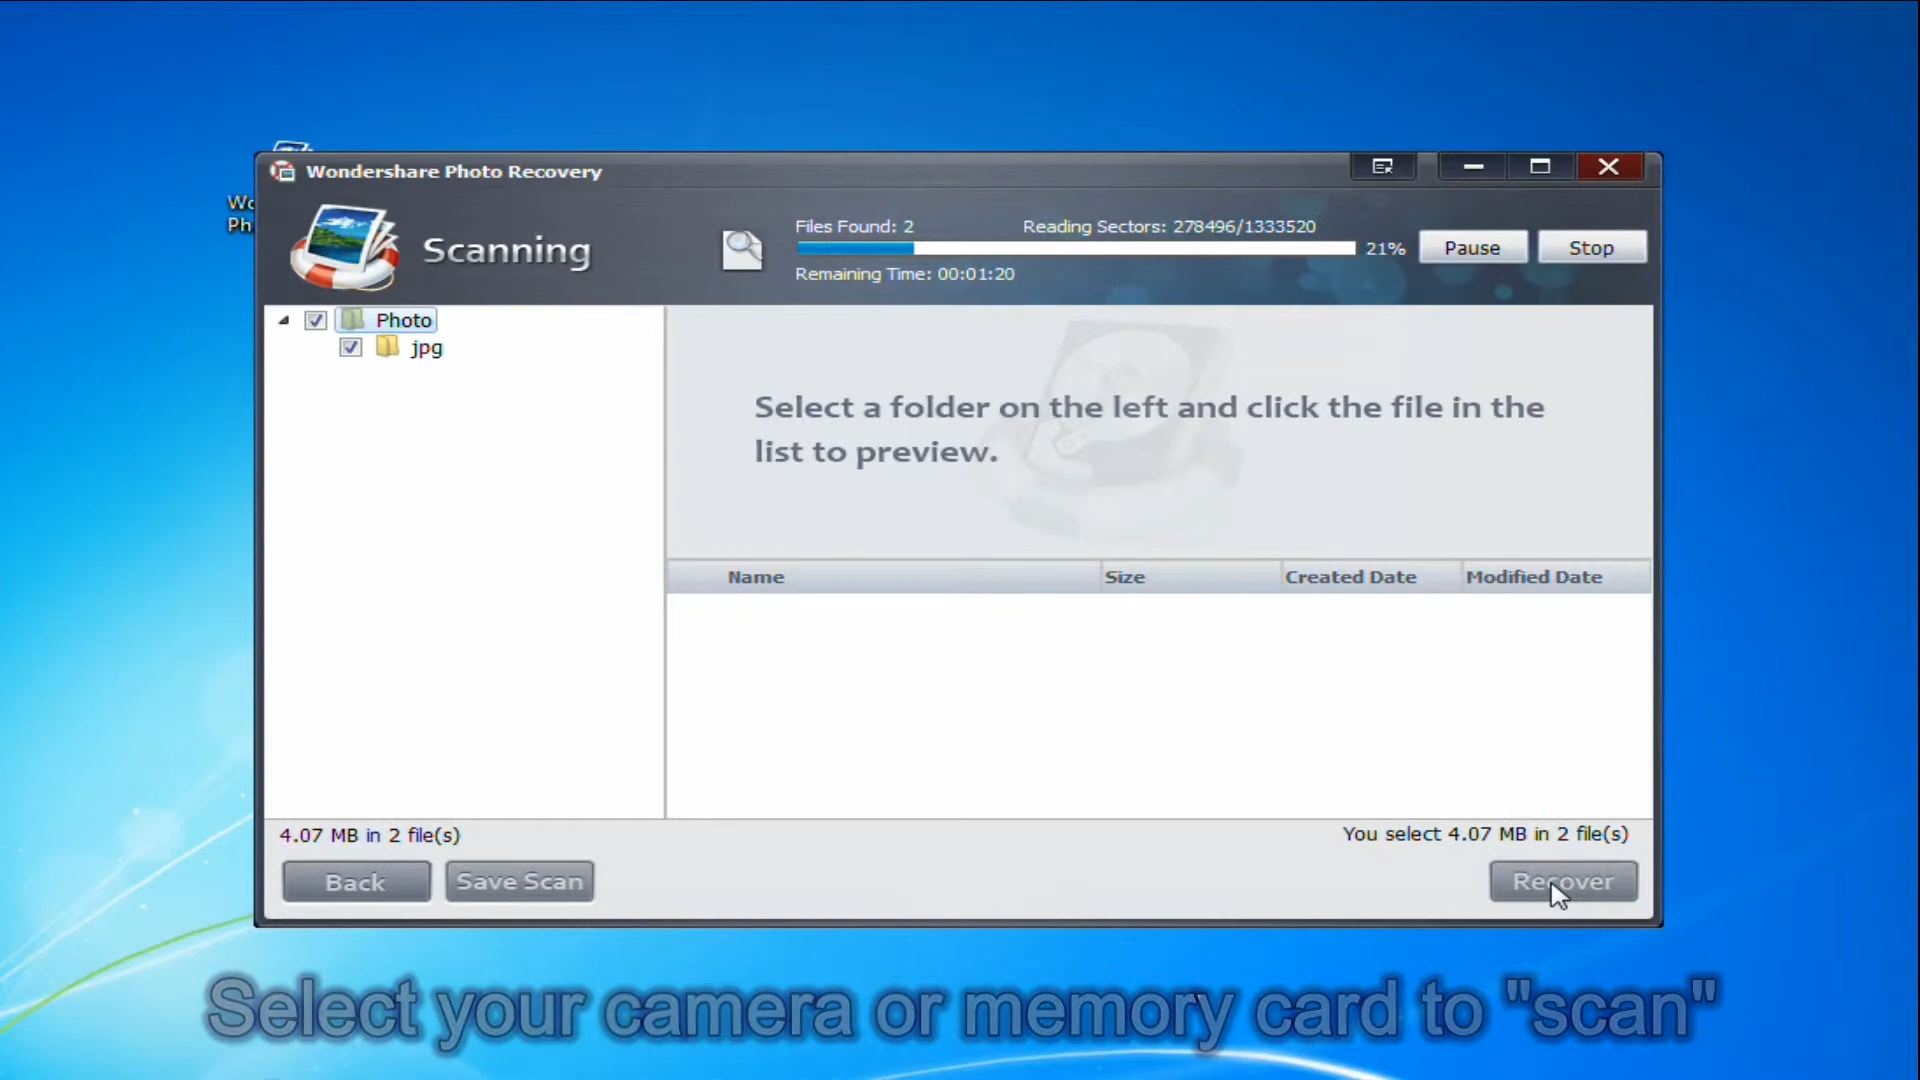 Wo
Ph
Wondershare Photo Recovery
Scanning
Files Found: 2
Reading Sectors: 278496/1333520
21%
Remaining Time: 00:01:20
Pause
Stop
Photo
jpg
Select a folder on the left and click the file in the
list to preview.
Name
Size
Created Date
Modified Date
4.07 MB in 2 file(s)
You select 4.07 MB in 2 file(s)
Back
Save Scan
Recover
Select your camera or memory card to "scan"